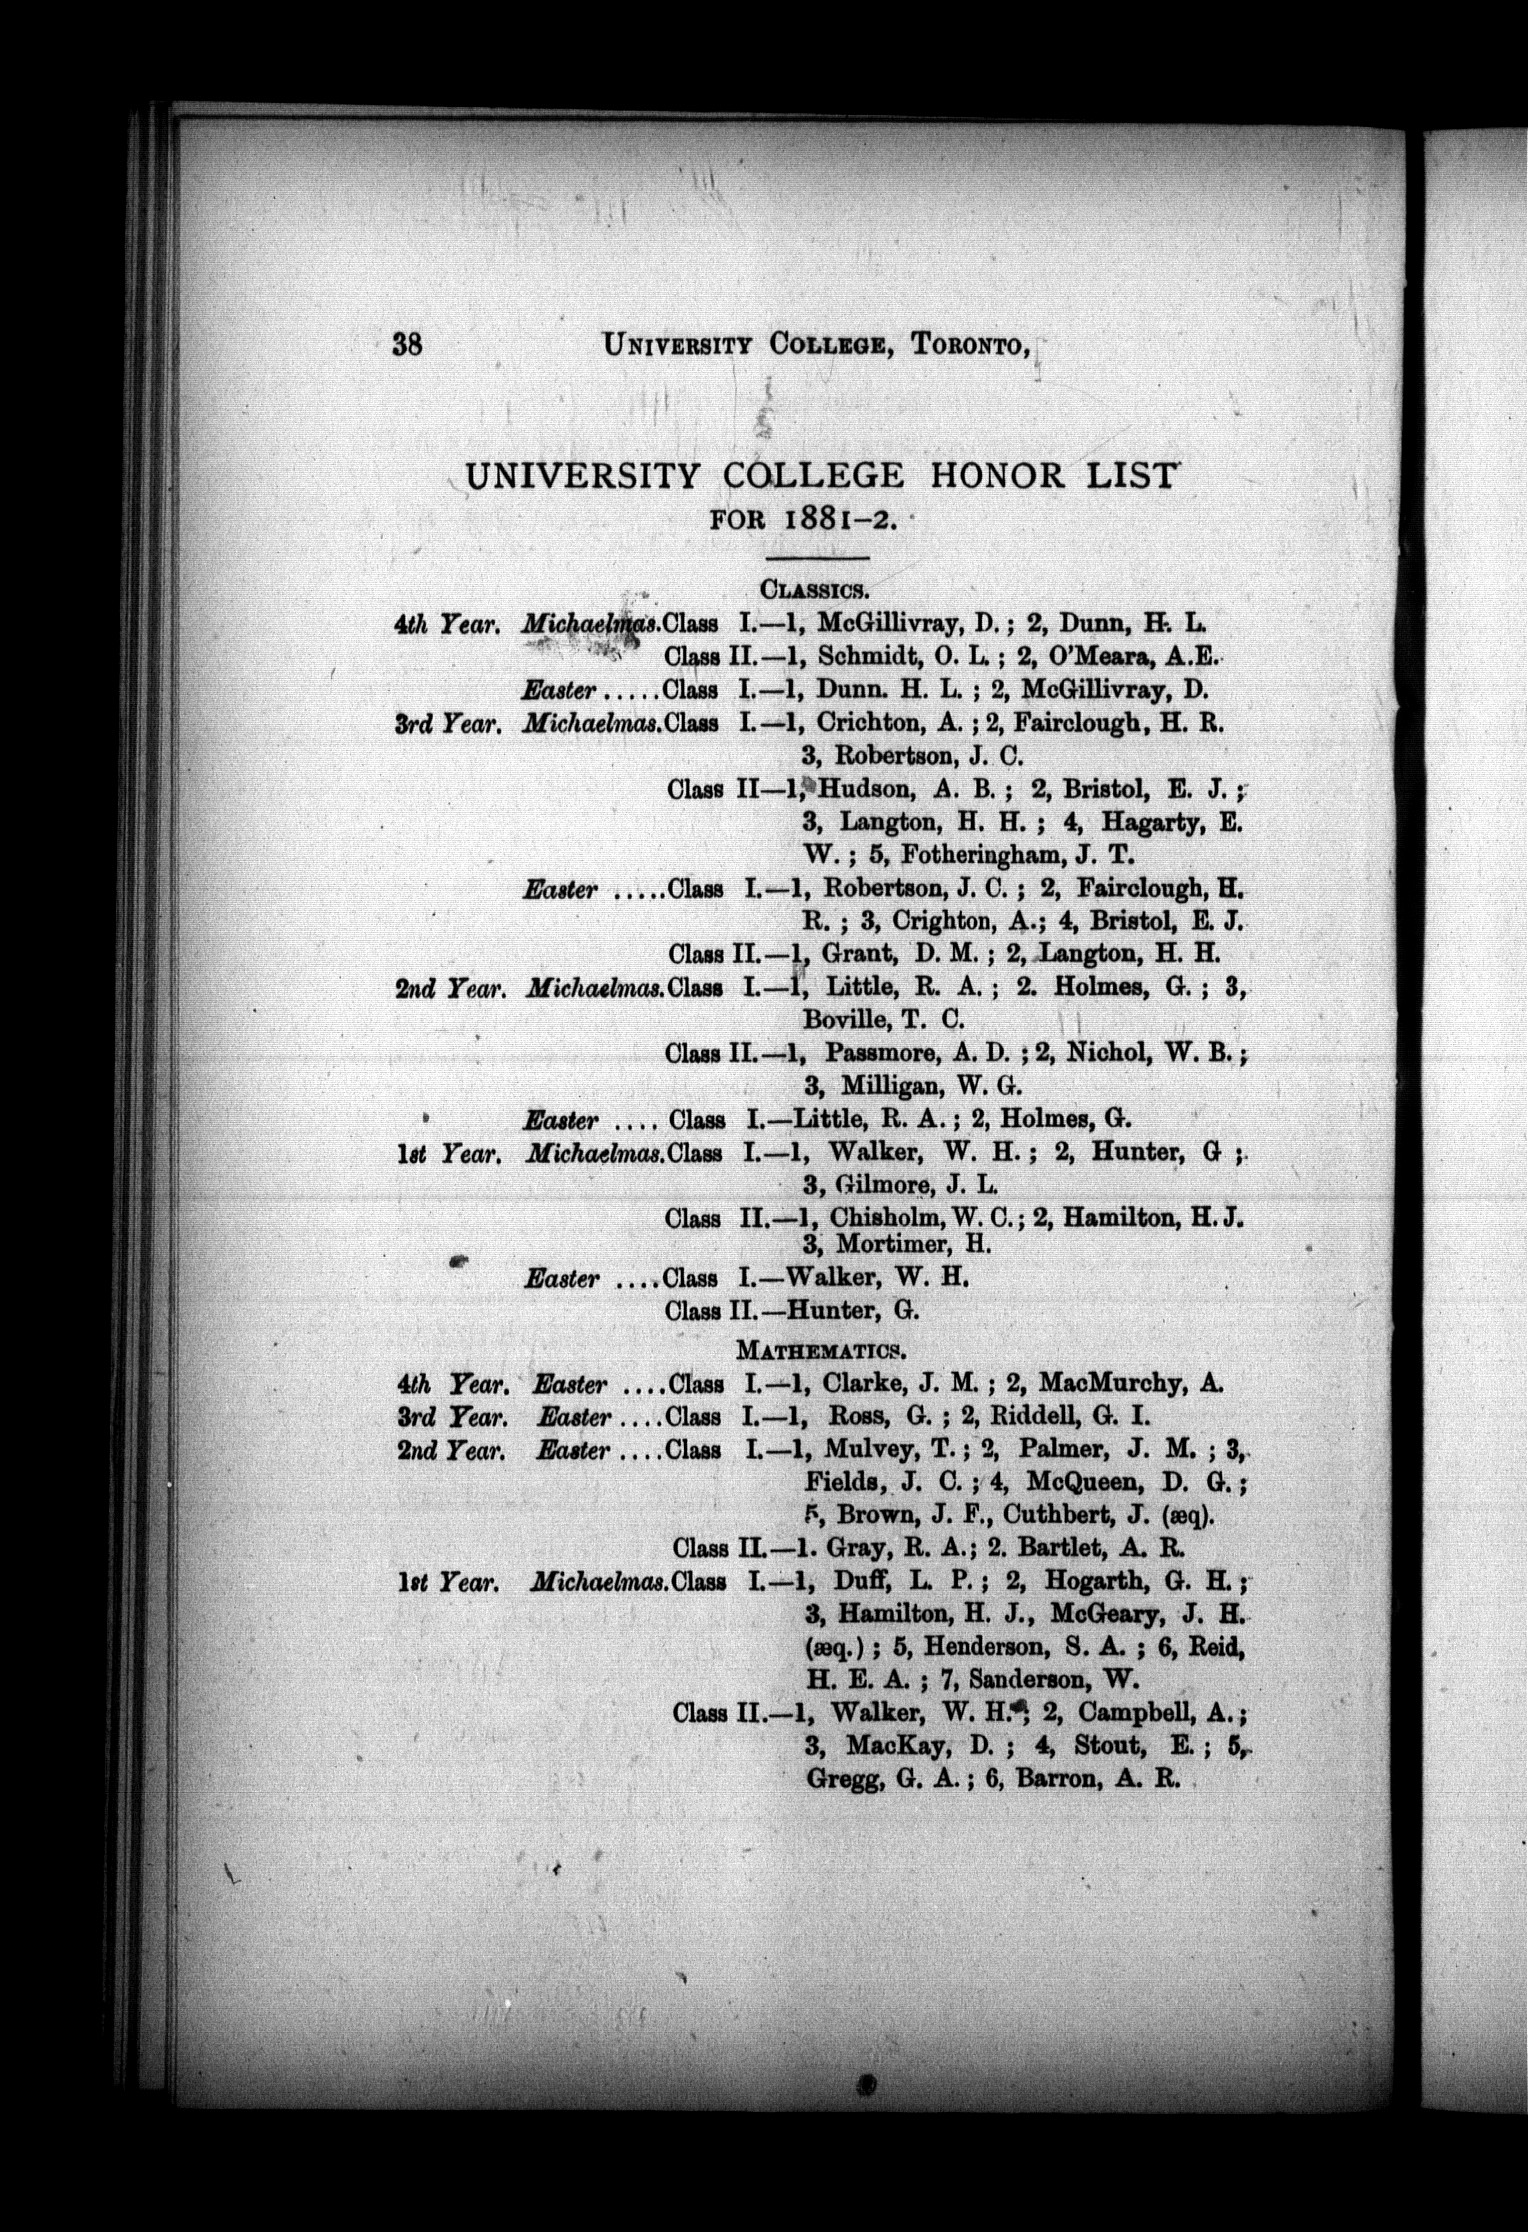 38 UNIVERSITY COLLEGE, TORONTO,
UNIVERSITY COLLEGE HONOR LIST
FOR 1881–2.
CLASSICS.
4th Year. Michaelmas.Class I.—1, McGillivray, D. ; 2, Dunn, H. L.
Class II.—1, Schmidt, O. L. ; 2, O'Meara, A.E.
Easter .....Class I.—1, Dunn. H. L. ; 2, McGillivray, D.
3rd Year. Michaelmas.Class I.—1, Crichton, A. ; 2, Fairclough, H. R.
3, Robertson, J. C.
Class II—1, Hudson, A. B. ; 2, Bristol, E. J. ;
3, Langton, H. H. ; 4, Hagarty, E.
W. ; 5, Fotheringham, J. T.
Easter .....Class I.—1, Robertson, J. C. ; 2, Fairclough, H.
R. ; 3, Crighton, A.; 4, Bristol, E. J.
Class II.—1, Grant, D. M. ; 2, Langton, H. H.
2nd Year. Michaelmas.Class I.—1, Little, R. A. ; 2. Holmes, G. ; 3,
Boville, T. C.
Class II.—1, Passmore, A. D. ; 2, Nichol, W. B. ;
3, Milligan, W. G.
Easter .... Class I.—Little, R. A. ; 2, Holmes, G.
1st Year. Michaelmas.Class I.—1, Walker, W. H. ; 2, Hunter, G ;
3, Gilmore, J. L.
Class II.—1, Chisholm, W. C. ; 2, Hamilton, H. J.
3, Mortimer, H.
Easter ....Class I.—Walker, W. H.
Class II.—Hunter, G.
MATHEMATICS.
4th Year. Easter ....Class I.—1, Clarke, J. M. ; 2, MacMurchy, A.
3rd Year. Easter ....Class I.—1, Ross, G. ; 2, Riddell, G. I.
2nd Year. Easter ....Class I.—1, Mulvey, T. ; 2, Palmer, J. M. ; 3,
Fields, J. C. ; 4, McQueen, D. G. ;
5, Brown, J. F., Cuthbert, J. (æq).
Class II.—1. Gray, R. A.; 2. Bartlet, A. R.
1st Year. Michaelmas.Class I.—1, Duff, L. P. ; 2, Hogarth, G. H. ;
3, Hamilton, H. J., McGeary, J. H.
(æq.) ; 5, Henderson, S. A. ; 6, Reid,
H. E. A. ; 7, Sanderson, W.
Class II.—1, Walker, W. H. ; 2, Campbell, A. ;
3, MacKay, D. ; 4, Stout, E. ; 5,
Gregg, G. A. ; 6, Barron, A. R.